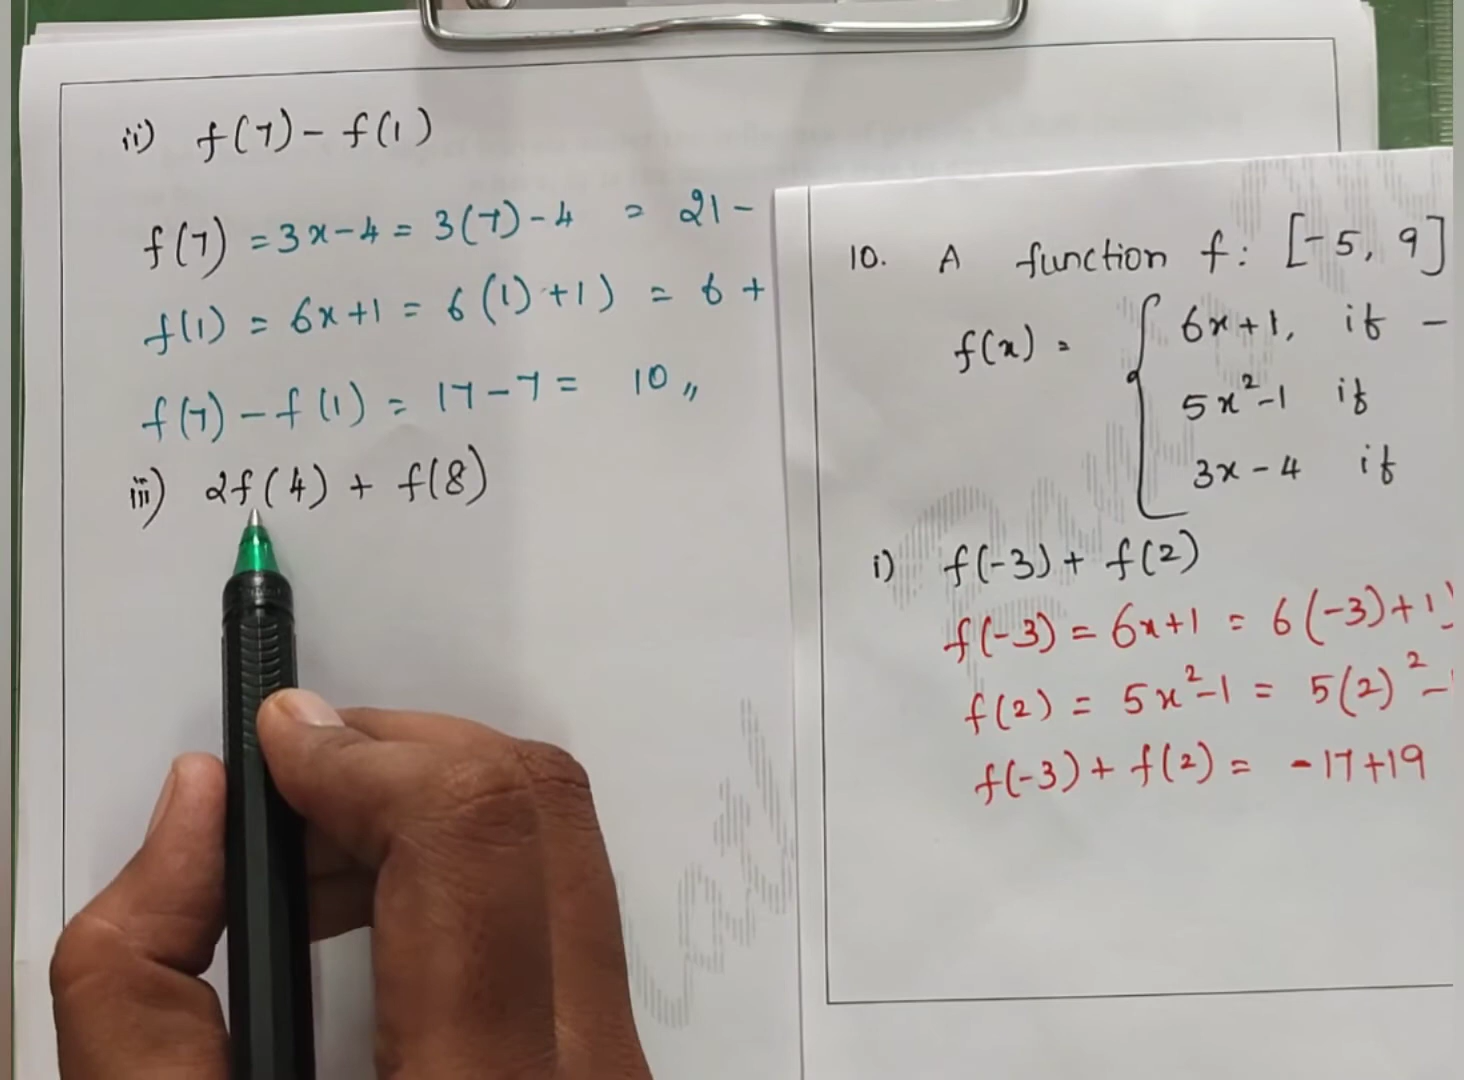 ii) f(7) - f(1)
f(7) = 3x-4 = 3(7)-4 = 21 -
f(1) = 6x+1 = 6(1)+1) = 6 +
f(7) - f(1) = 17-7 = 10 „
iii) 2f(4) + f(8)
10. A function f: [-5, 9]
f(x) = { 6x+1, if -
5x²-1 if
3x-4 if
i) f(-3) + f(2)
f(-3) = 6x+1 = 6(-3)+1)
f(2) = 5x²-1 = 5(2)² -
f(-3) + f(2) = -17+19